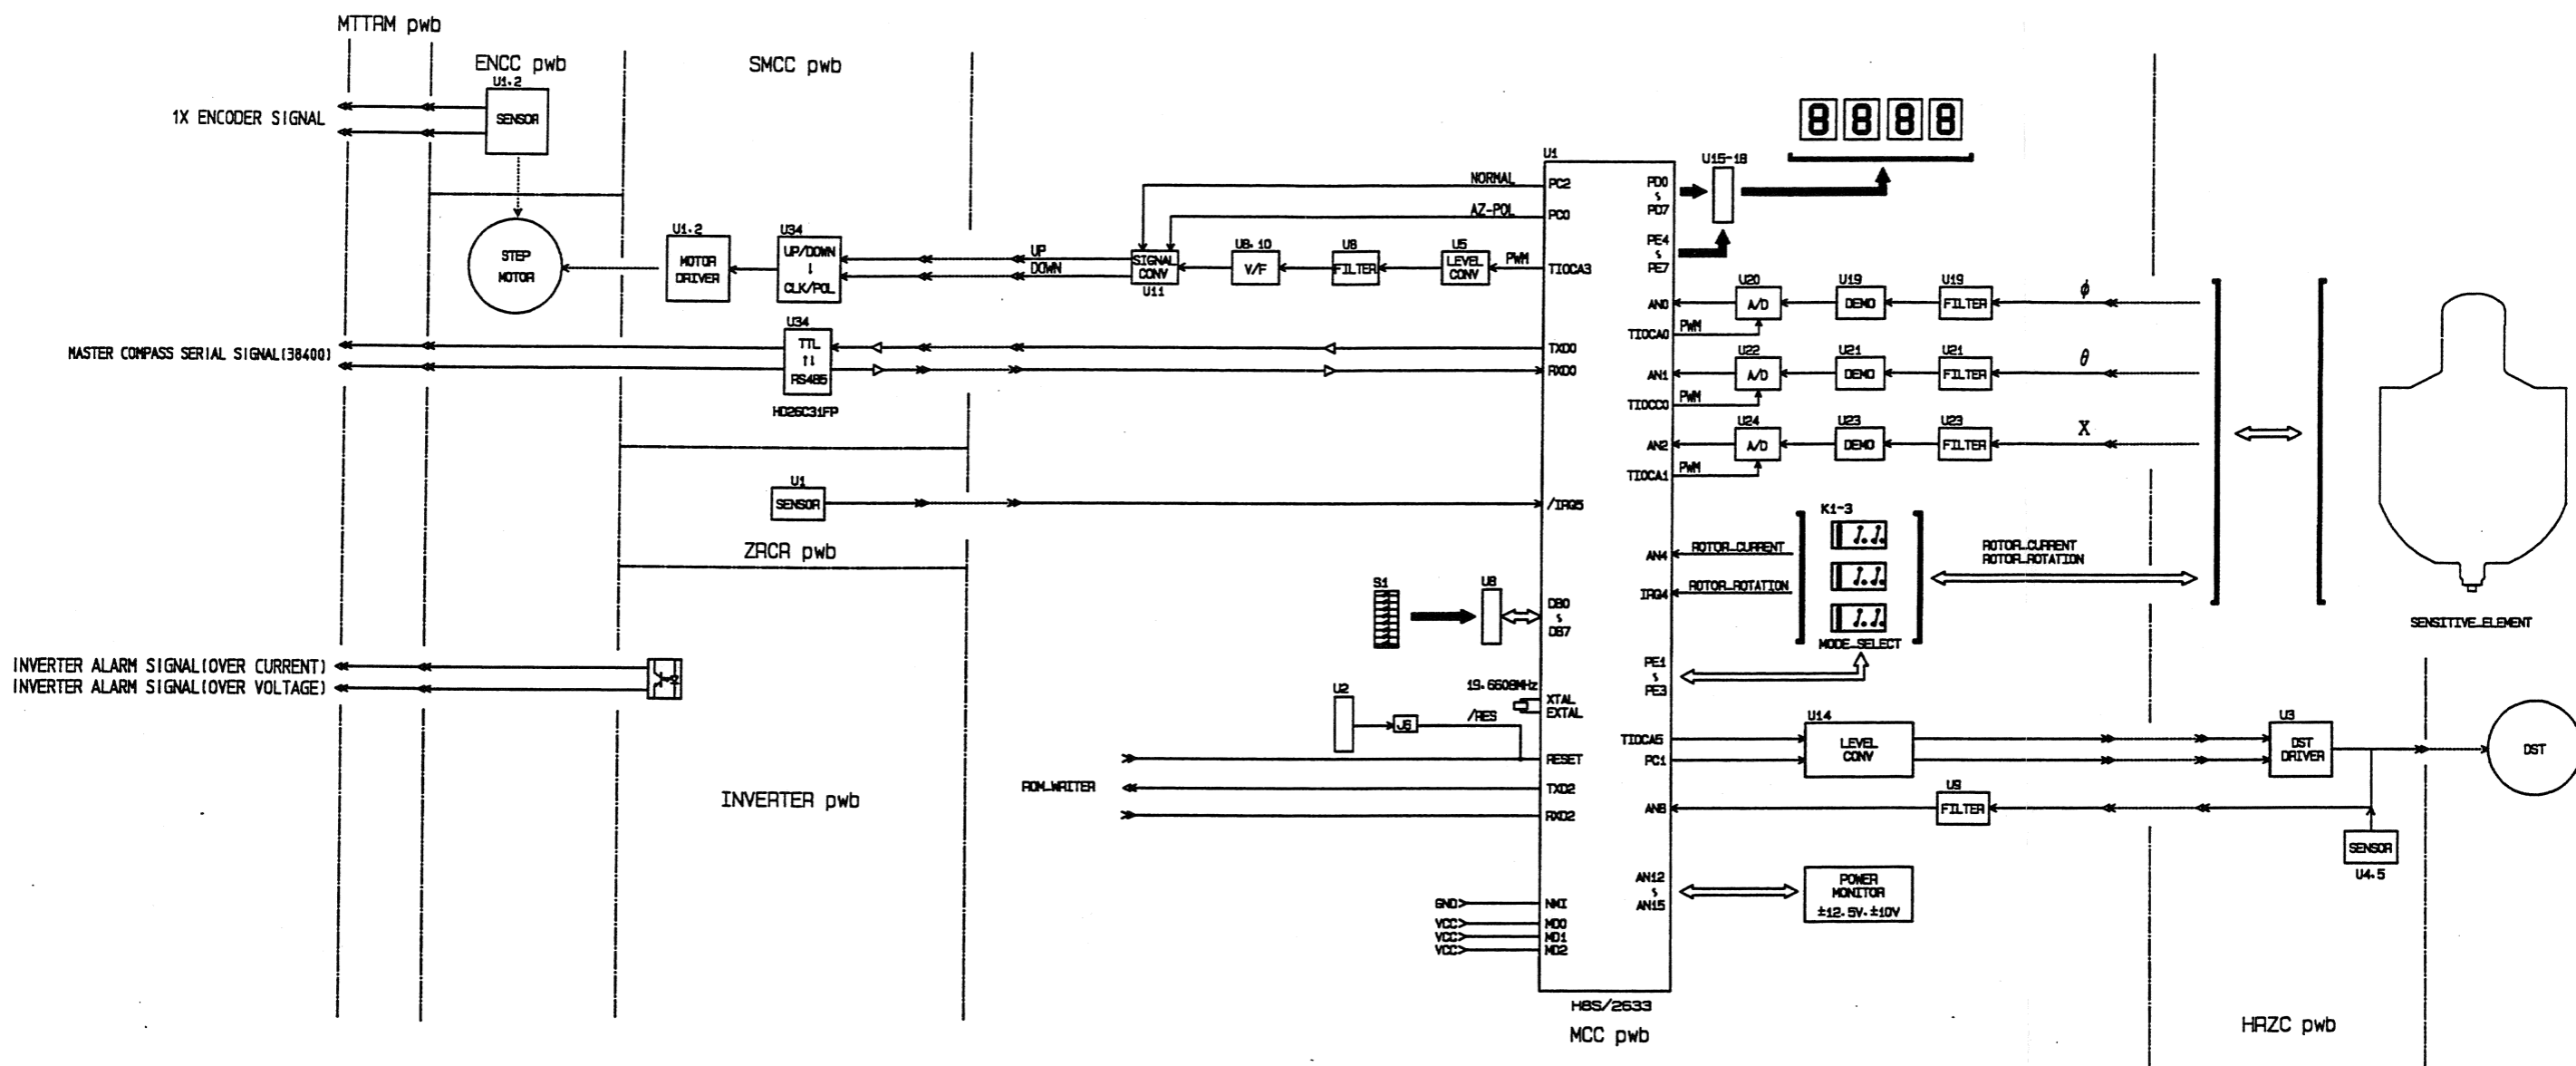 MTTRM pwb
ENCC pwb
SMCC pwb
U1.2
SENSOR
1X ENCODER SIGNAL
STEP
MOTOR
U1.2
MOTOR
DRIVER
U34
UP/DOWN
↓
CLK/POL
UP
DOWN
SIGNAL
CONV
U11
U8.10
V/F
U6
FILTER
U5
LEVEL
CONV
PWM
NORMAL
AZ-POL
U1
PC2
PC0
TIOCA3
U34
TTL
↑↓
RS485
HD26C31FP
MASTER COMPASS SERIAL SIGNAL(38400)
TXD0
RXD0
U1
SENSOR
/IRQ5
ZRCR pwb
S1
U8
DB0
DB7
INVERTER ALARM SIGNAL(OVER CURRENT)
INVERTER ALARM SIGNAL(OVER VOLTAGE)
INVERTER pwb
U2
J6
/RES
19.6608MHz
XTAL
EXTAL
ROM_WRITER
RESET
TXD2
RXD2
GND
NMI
VCC
MD0
VCC
MD1
VCC
MD2
H8S/2633
MCC pwb
PD0
PD7
PE4
PE7
U15-18
8888
AN0
TIOCA0
PWM
U20
A/D
U19
DEMO
U19
FILTER
φ
AN1
TIOCC0
PWM
U22
A/D
U21
DEMO
U21
FILTER
θ
AN2
TIOCA1
PWM
U24
A/D
U23
DEMO
U23
FILTER
X
AN4
ROTOR_CURRENT
IRQ4
ROTOR_ROTATION
K1-3
MODE_SELECT
ROTOR_CURRENT
ROTOR_ROTATION
PE1
PE3
SENSITIVE_ELEMENT
TIOCA5
PC1
U14
LEVEL
CONV
U3
DST
DRIVER
DST
AN8
U9
FILTER
SENSOR
U4.5
AN12
AN15
POWER
MONITOR
±12.5V.±10V
HRZC pwb